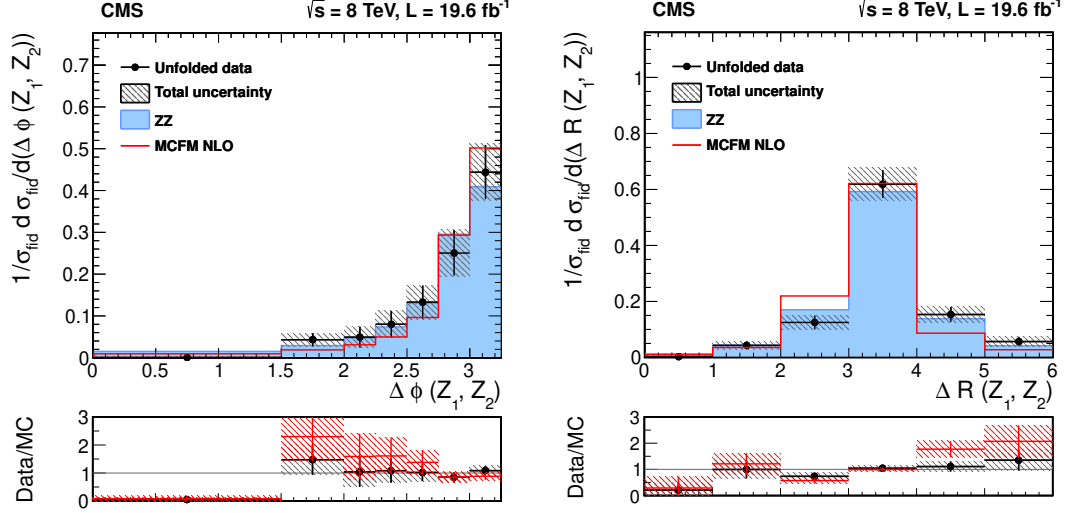 CMS
√s = 8 TeV, L = 19.6 fb⁻¹
1/σ_fid d σ_fid/d(Δ ϕ (Z₁, Z₂))
0.7
0.6
0.5
0.4
0.3
0.2
0.1
0
Unfolded data
Total uncertainty
ZZ
MCFM NLO
0 0.5 1 1.5 2 2.5 3
Δ ϕ (Z₁, Z₂)
Data/MC
3
2
1
0
CMS
√s = 8 TeV, L = 19.6 fb⁻¹
1/σ_fid d σ_fid/d(Δ R (Z₁, Z₂))
1
0.8
0.6
0.4
0.2
0
Unfolded data
Total uncertainty
ZZ
MCFM NLO
0 1 2 3 4 5 6
Δ R (Z₁, Z₂)
Data/MC
3
2
1
0